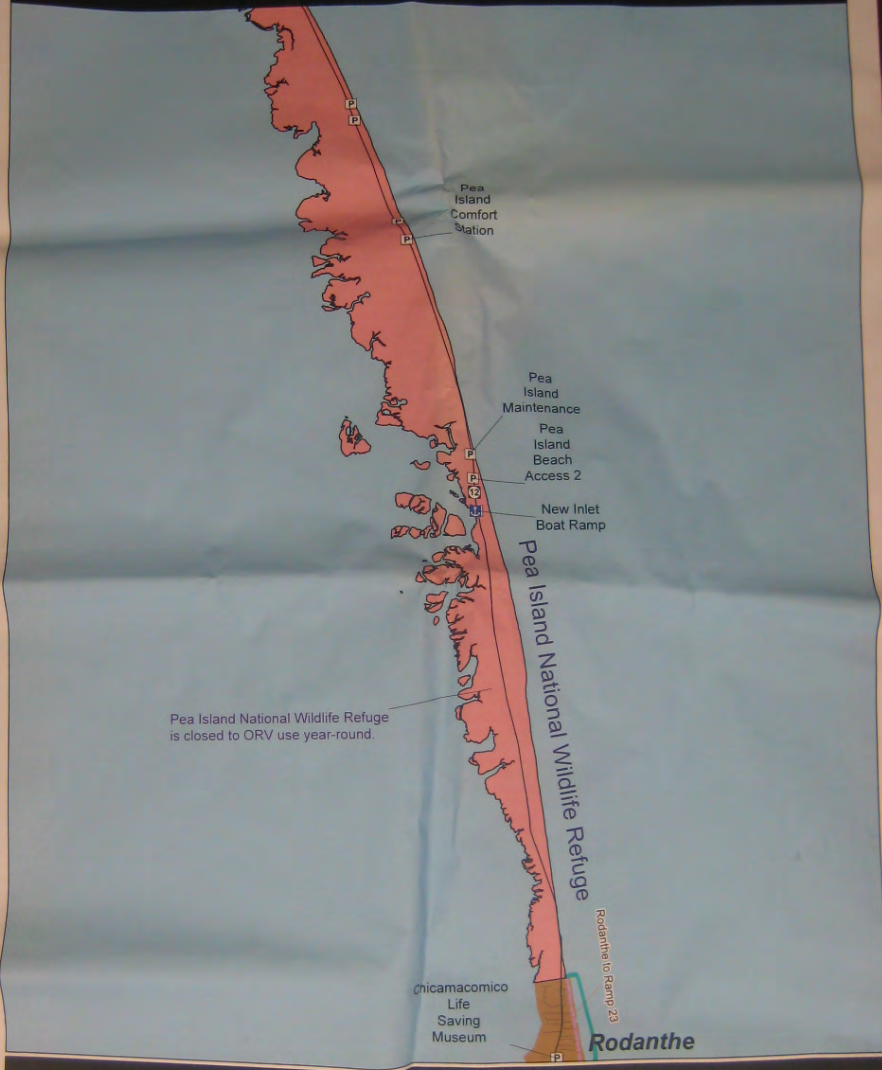 P
P
Pea
Island
Comfort
Station
P
P
Pea
Island
Maintenance
P
Pea
Island
Beach
Access 2
P
12
New Inlet
Boat Ramp
Pea Island National Wildlife Refuge
Pea Island National Wildlife Refuge
is closed to ORV use year-round.
Rodanthe to Ramp 23
Chicamacomico
Life
Saving
Museum
Rodanthe
P